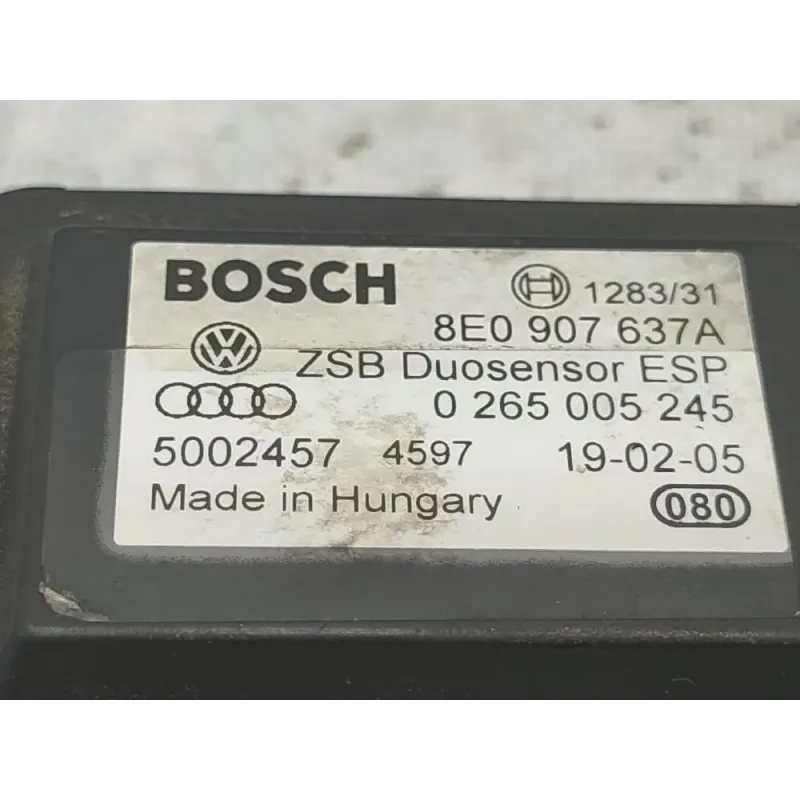 BOSCH 1283/31
8E0 907 637A
ZSB Duosensor ESP
0 265 005 245
5002457 4597 19-02-05
Made in Hungary 080